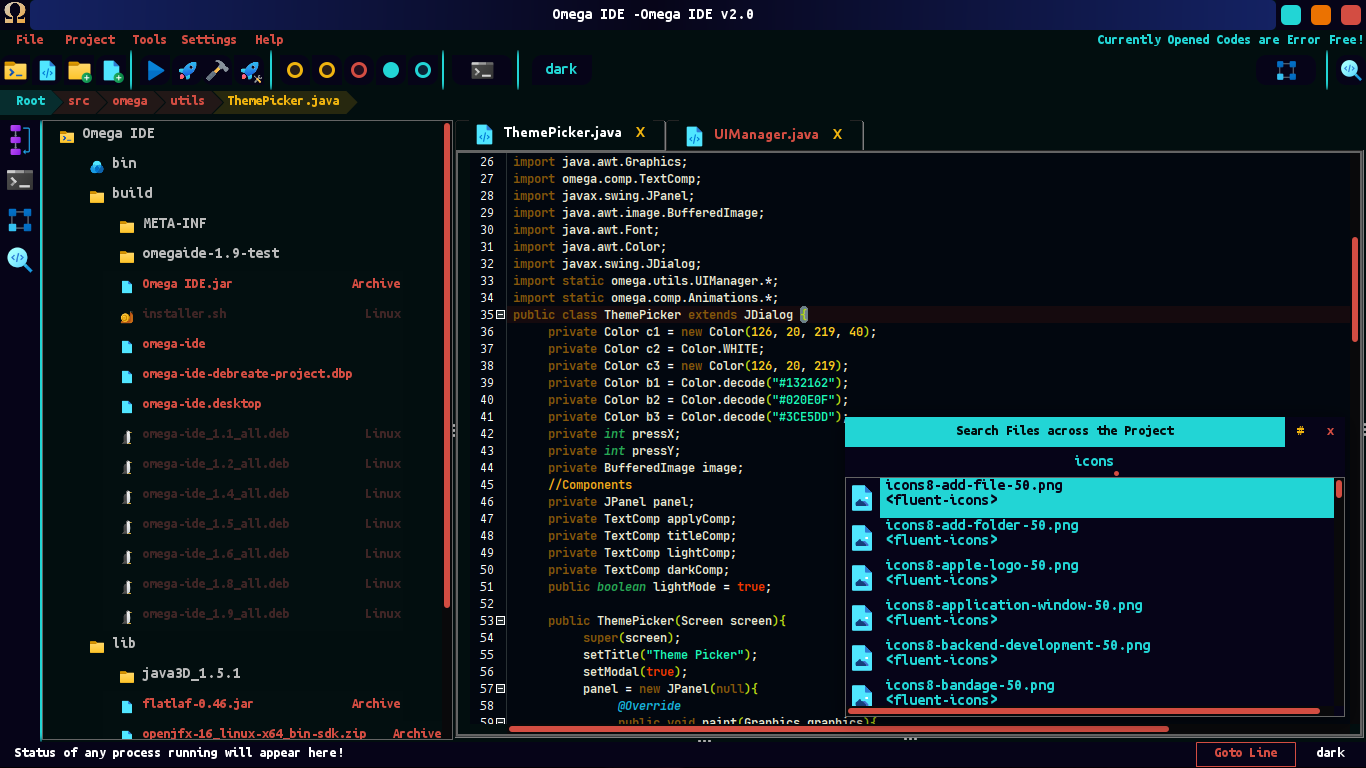 Omega IDE -Omega IDE v2.0
File Project Tools Settings Help
Currently Opened Codes are Error Free!
dark
Root src omega utils ThemePicker.java
Omega IDE
bin
build
META-INF
omegaide-1.9-test
Omega IDE.jar Archive
installer.sh Linux
omega-ide
omega-ide-debreate-project.dbp
omega-ide.desktop
omega-ide_1.1_all.deb Linux
omega-ide_1.2_all.deb Linux
omega-ide_1.4_all.deb Linux
omega-ide_1.5_all.deb Linux
omega-ide_1.6_all.deb Linux
omega-ide_1.8_all.deb Linux
omega-ide_1.9_all.deb Linux
lib
java3D_1.5.1
flatlaf-0.46.jar Archive
openjfx-16_linux-x64_bin-sdk.zip Archive
ThemePicker.java X
UIManager.java X
26 import java.awt.Graphics;
27 import omega.comp.TextComp;
28 import javax.swing.JPanel;
29 import java.awt.image.BufferedImage;
30 import java.awt.Font;
31 import java.awt.Color;
32 import javax.swing.JDialog;
33 import static omega.utils.UIManager.*;
34 import static omega.comp.Animations.*;
35 public class ThemePicker extends JDialog {
36 private Color c1 = new Color(126, 20, 219, 40);
37 private Color c2 = Color.WHITE;
38 private Color c3 = new Color(126, 20, 219);
39 private Color b1 = Color.decode("#132162");
40 private Color b2 = Color.decode("#020E0F");
41 private Color b3 = Color.decode("#3CE5DD");
42 private int pressX;
43 private int pressY;
44 private BufferedImage image;
45 //Components
46 private JPanel panel;
47 private TextComp applyComp;
48 private TextComp titleComp;
49 private TextComp lightComp;
50 private TextComp darkComp;
51 public boolean lightMode = true;
52
53 public ThemePicker(Screen screen){
54 super(screen);
55 setTitle("Theme Picker");
56 setModal(true);
57 panel = new JPanel(null){
58 @Override
59 public void paint(Graphics graphics){
Search Files across the Project # x
icons
icons8-add-file-50.png
<fluent-icons>
icons8-add-folder-50.png
<fluent-icons>
icons8-apple-logo-50.png
<fluent-icons>
icons8-application-window-50.png
<fluent-icons>
icons8-backend-development-50.png
<fluent-icons>
icons8-bandage-50.png
<fluent-icons>
Status of any process running will appear here!
Goto Line
dark